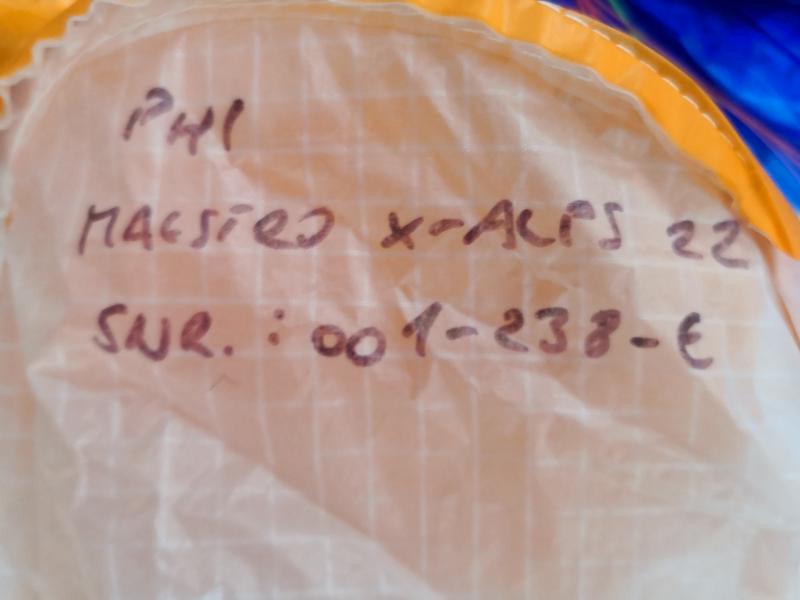 PHI
MAESTRO X-ALPS 22
SNR. : 001-238-E